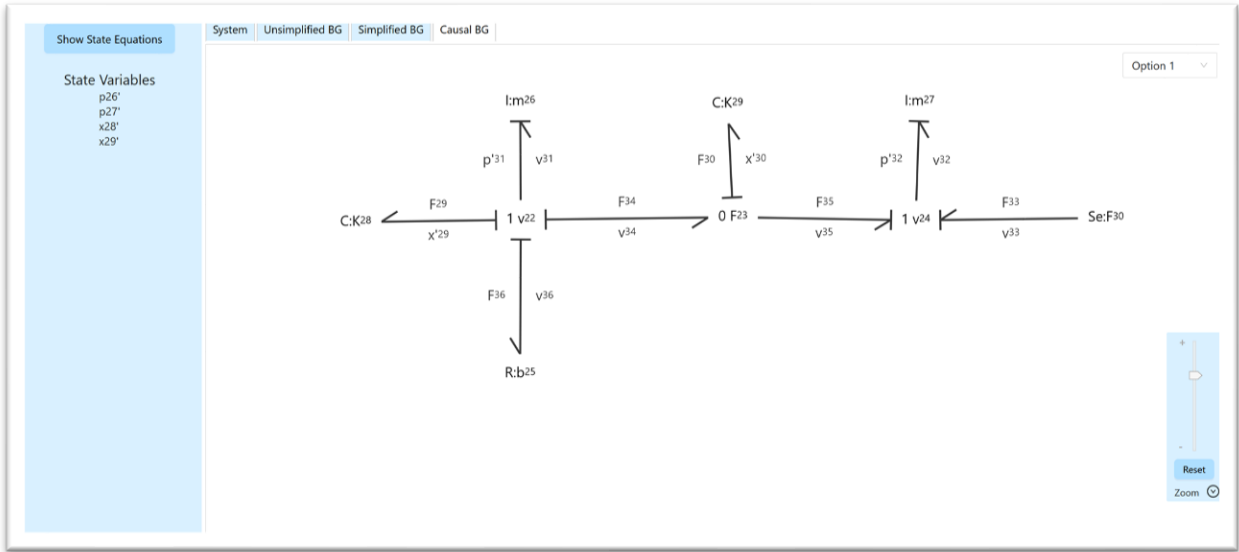 Show State Equations
State Variables
p26'
p27'
x28'
x29'
System Unsimplified BG Simplified BG Causal BG
Option 1
I:m26 C:K29 I:m27
p'31 v31 F30 x'30 p'32 v32
F29 F34 F35 F33
C:K28 1 v22 0 F23 1 v24 Se:F30
x'29 v34 v35 v33
F36 v36
R:b25
+
-
Reset
Zoom